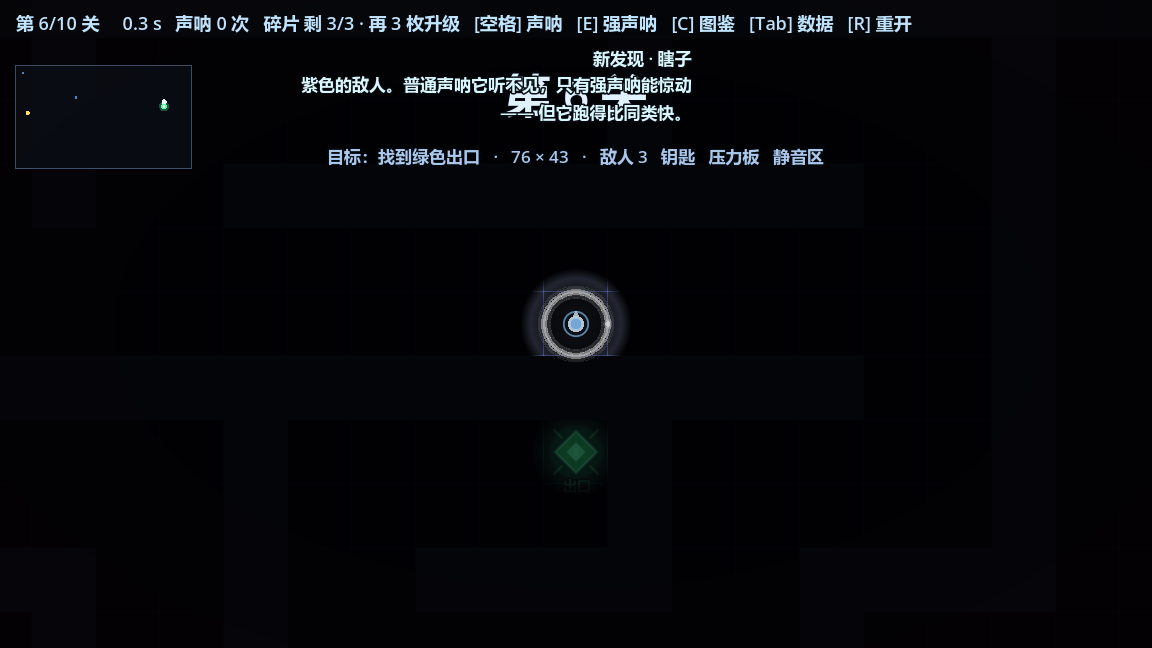 第 6/10 关 0.3 s 声呐 0 次 碎片 剩 3/3 · 再 3 枚升级 [空格] 声呐 [E] 强声呐 [C] 图鉴 [Tab] 数据 [R] 重开
新发现 · 瞎子
紫色的敌人。普通声呐它听不见，只有强声呐能惊动
——但它跑得比同类快。
第 6 关
目标：找到绿色出口 · 76 × 43 · 敌人 3 钥匙 压力板 静音区
出口